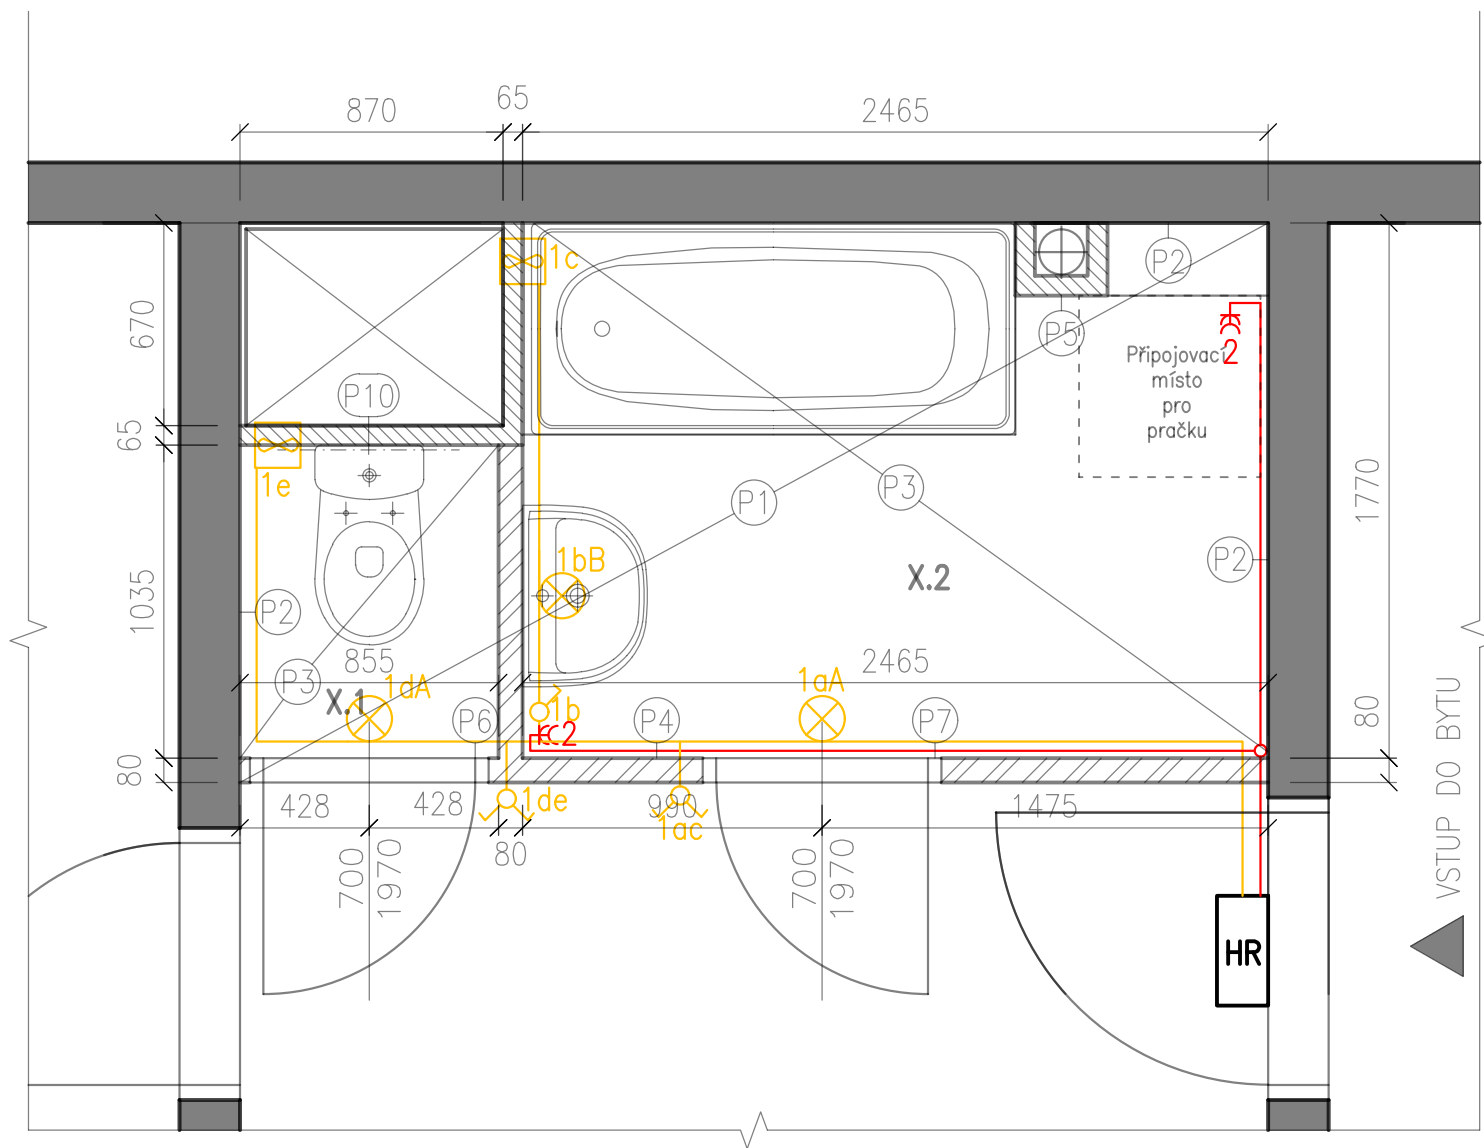 870
65
2465
1c
P2
670
P5
Připojovací
místo
pro
pračku
2
P10
65
1e
P3
P1
1770
1035
1bB
P2
X.2
P2
855
2465
P3
1dA
1aA
X.1
P6
1b
P4
P7
80
2
80
428
428
1de
990
1475
1ac
80
700
1970
700
1970
VSTUP DO BYTU
HR